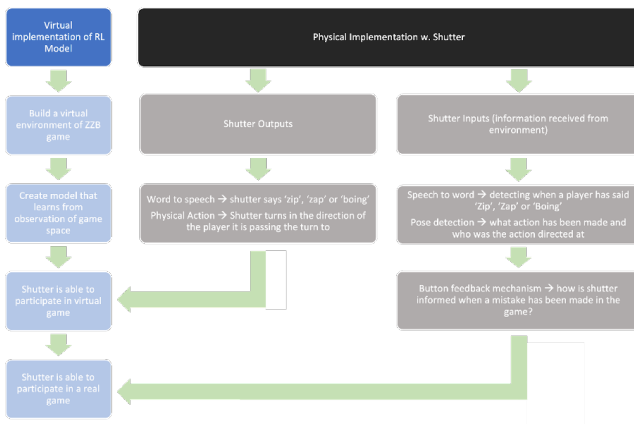 Virtual
implementation of RL
Model
Physical Implementation w. Shutter
Build a virtual
environment of ZZB
game
Shutter Outputs
Shutter Inputs (information received from
environment)
Create model that
learns from
observation of game
space
Word to speech → shutter says ‘zip’, ‘zap’ or ‘boing’
Physical Action → Shutter turns in the direction of
the player it is passing the turn to
Speech to word → detecting when a player has said
‘Zip’, ‘Zap’ or ‘Boing’
Pose detection → what action has been made and
who was the action directed at
Shutter is able to
participate in virtual
game
Button feedback mechanism → how is shutter
informed when a mistake has been made in the
game?
Shutter is able to
participate in a real
game